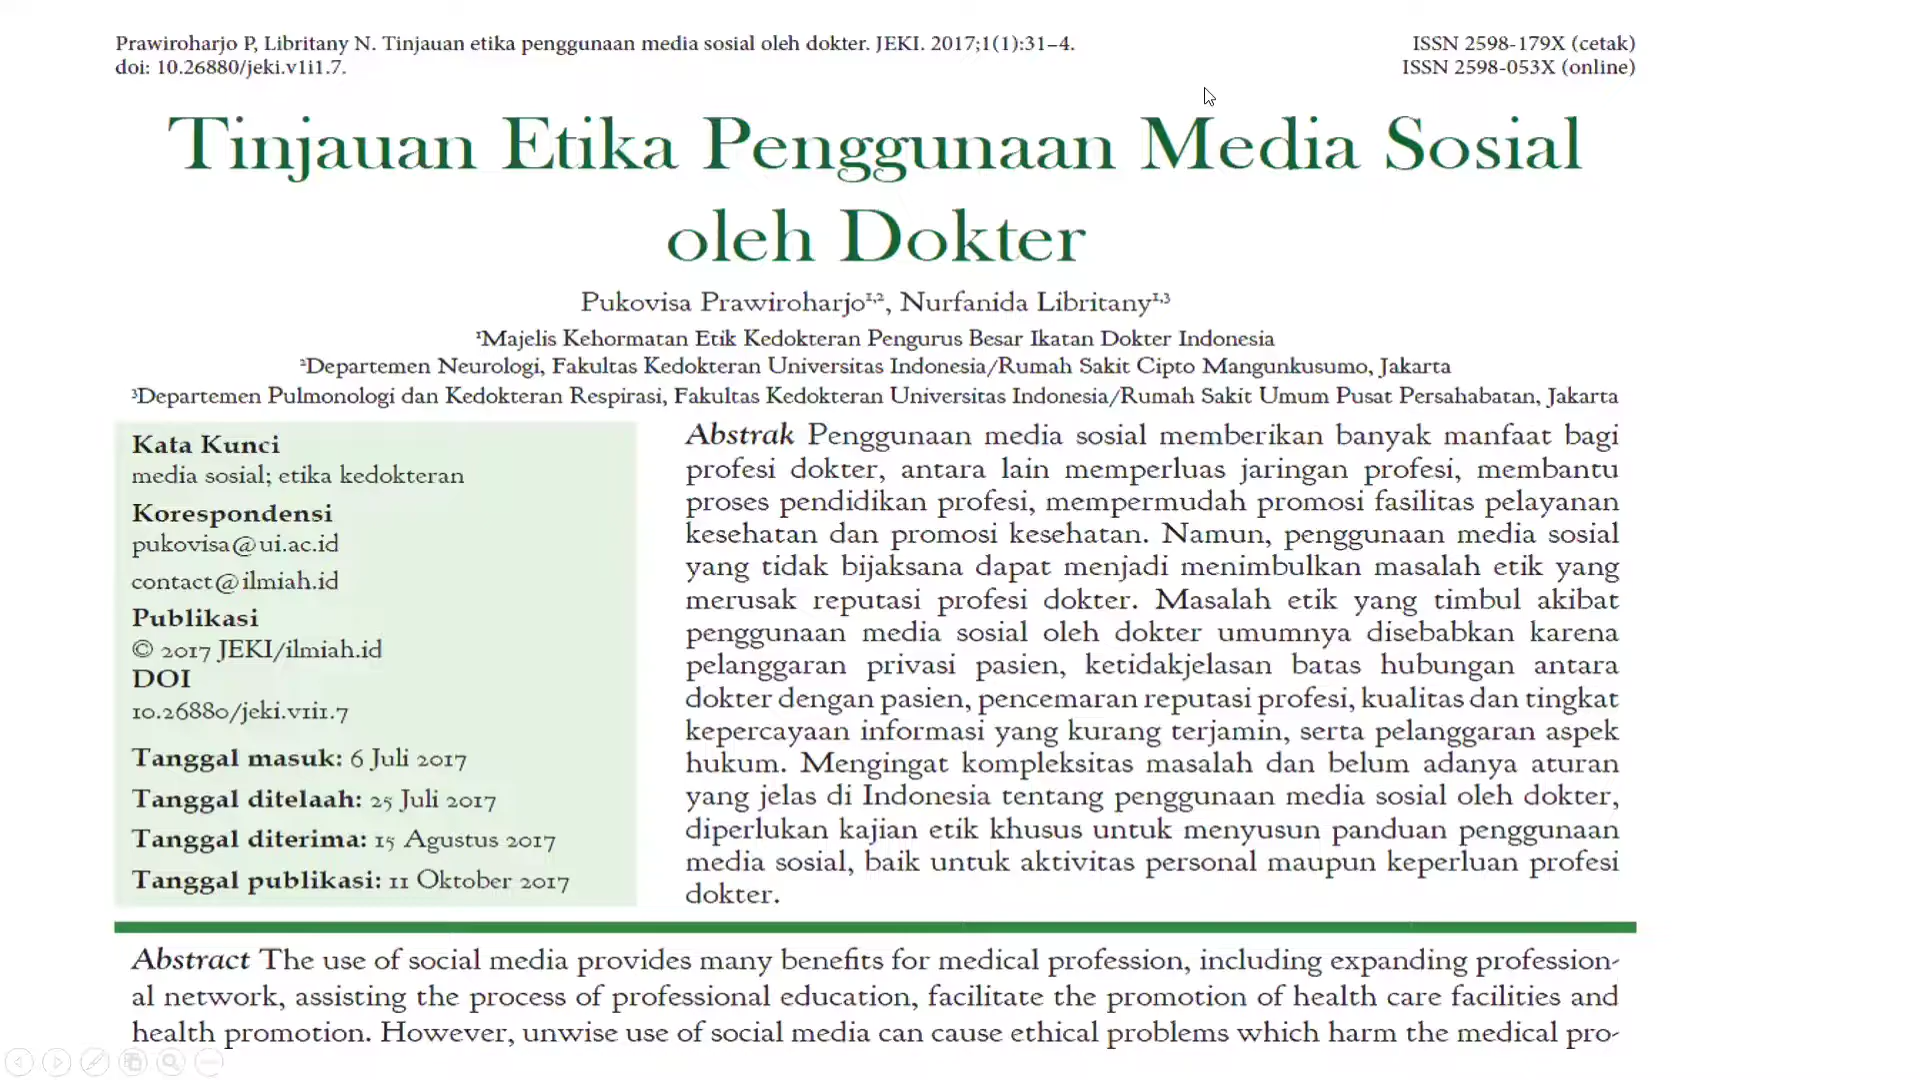 Prawiroharjo P, Libritany N. Tinjauan etika penggunaan media sosial oleh dokter. JEKI. 2017;1(1):31–4.
doi: 10.26880/jeki.v1i1.7.
ISSN 2598-179X (cetak)
ISSN 2598-053X (online)
Tinjauan Etika Penggunaan Media Sosial
oleh Dokter
Pukovisa Prawiroharjo¹,², Nurfanida Libritany¹,³
¹Majelis Kehormatan Etik Kedokteran Pengurus Besar Ikatan Dokter Indonesia
²Departemen Neurologi, Fakultas Kedokteran Universitas Indonesia/Rumah Sakit Cipto Mangunkusumo, Jakarta
³Departemen Pulmonologi dan Kedokteran Respirasi, Fakultas Kedokteran Universitas Indonesia/Rumah Sakit Umum Pusat Persahabatan, Jakarta
Kata Kunci
media sosial; etika kedokteran
Korespondensi
pukovisa@ui.ac.id
contact@ilmiah.id
Publikasi
© 2017 JEKI/ilmiah.id
DOI
10.26880/jeki.v1i1.7
Tanggal masuk: 6 Juli 2017
Tanggal ditelaah: 25 Juli 2017
Tanggal diterima: 15 Agustus 2017
Tanggal publikasi: 11 Oktober 2017
Abstrak Penggunaan media sosial memberikan banyak manfaat bagi
profesi dokter, antara lain memperluas jaringan profesi, membantu
proses pendidikan profesi, mempermudah promosi fasilitas pelayanan
kesehatan dan promosi kesehatan. Namun, penggunaan media sosial
yang tidak bijaksana dapat menjadi menimbulkan masalah etik yang
merusak reputasi profesi dokter. Masalah etik yang timbul akibat
penggunaan media sosial oleh dokter umumnya disebabkan karena
pelanggaran privasi pasien, ketidakjelasan batas hubungan antara
dokter dengan pasien, pencemaran reputasi profesi, kualitas dan tingkat
kepercayaan informasi yang kurang terjamin, serta pelanggaran aspek
hukum. Mengingat kompleksitas masalah dan belum adanya aturan
yang jelas di Indonesia tentang penggunaan media sosial oleh dokter,
diperlukan kajian etik khusus untuk menyusun panduan penggunaan
media sosial, baik untuk aktivitas personal maupun keperluan profesi
dokter.
Abstract The use of social media provides many benefits for medical profession, including expanding profession-
al network, assisting the process of professional education, facilitate the promotion of health care facilities and
health promotion. However, unwise use of social media can cause ethical problems which harm the medical pro-